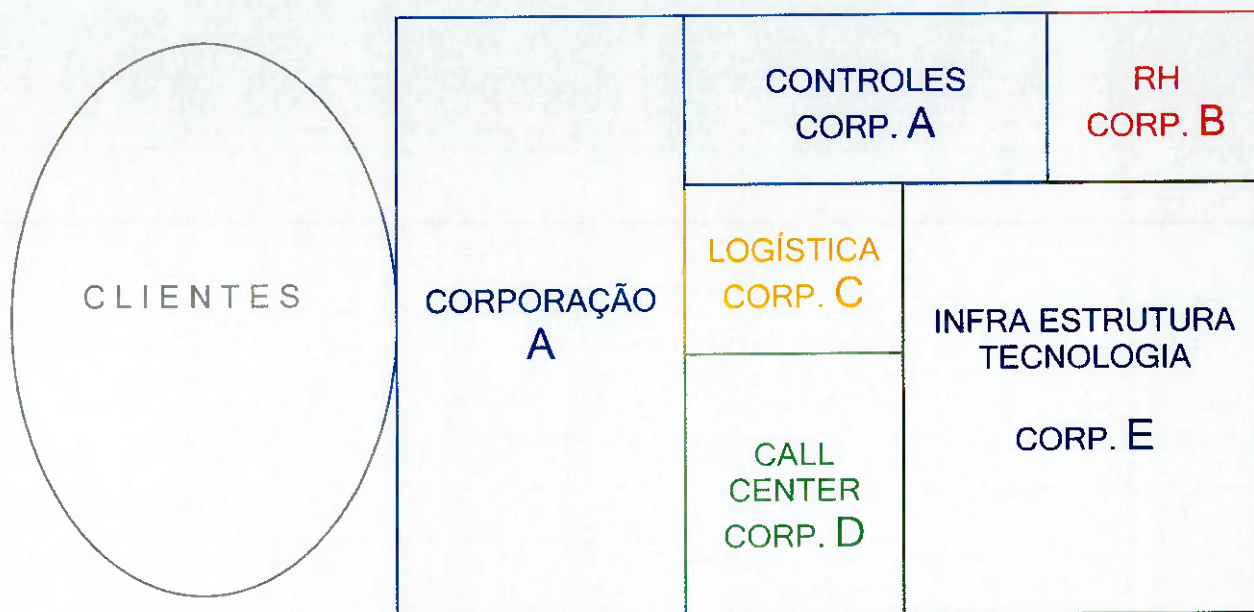 CLIENTES
CORPORAÇÃO
A
CONTROLES
CORP. A
RH
CORP. B
LOGÍSTICA
CORP. C
CALL
CENTER
CORP. D
INFRA ESTRUTURA
TECNOLOGIA
CORP. E